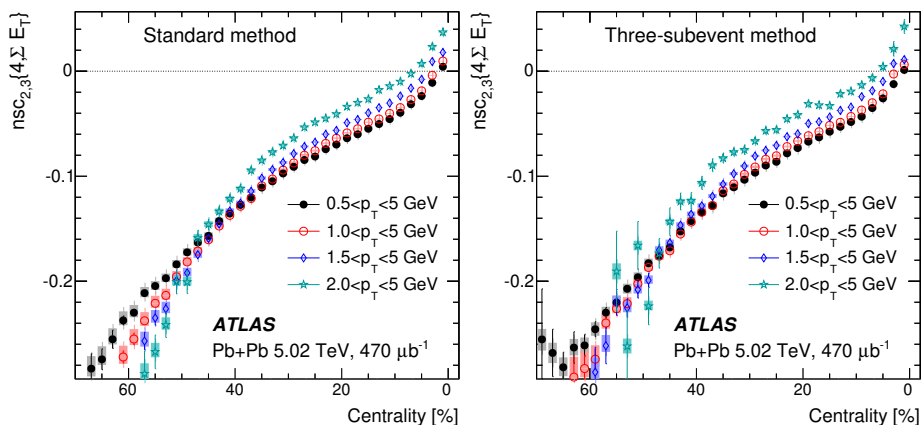 nsc2,3{4,Σ ET}
Standard method
0
-0.1
-0.2
0.5<pT<5 GeV
1.0<pT<5 GeV
1.5<pT<5 GeV
2.0<pT<5 GeV
ATLAS
Pb+Pb 5.02 TeV, 470 μb-1
60 40 20 0
Centrality [%]
nsc2,3{4,Σ ET}
Three-subevent method
0
-0.1
-0.2
0.5<pT<5 GeV
1.0<pT<5 GeV
1.5<pT<5 GeV
2.0<pT<5 GeV
ATLAS
Pb+Pb 5.02 TeV, 470 μb-1
60 40 20 0
Centrality [%]